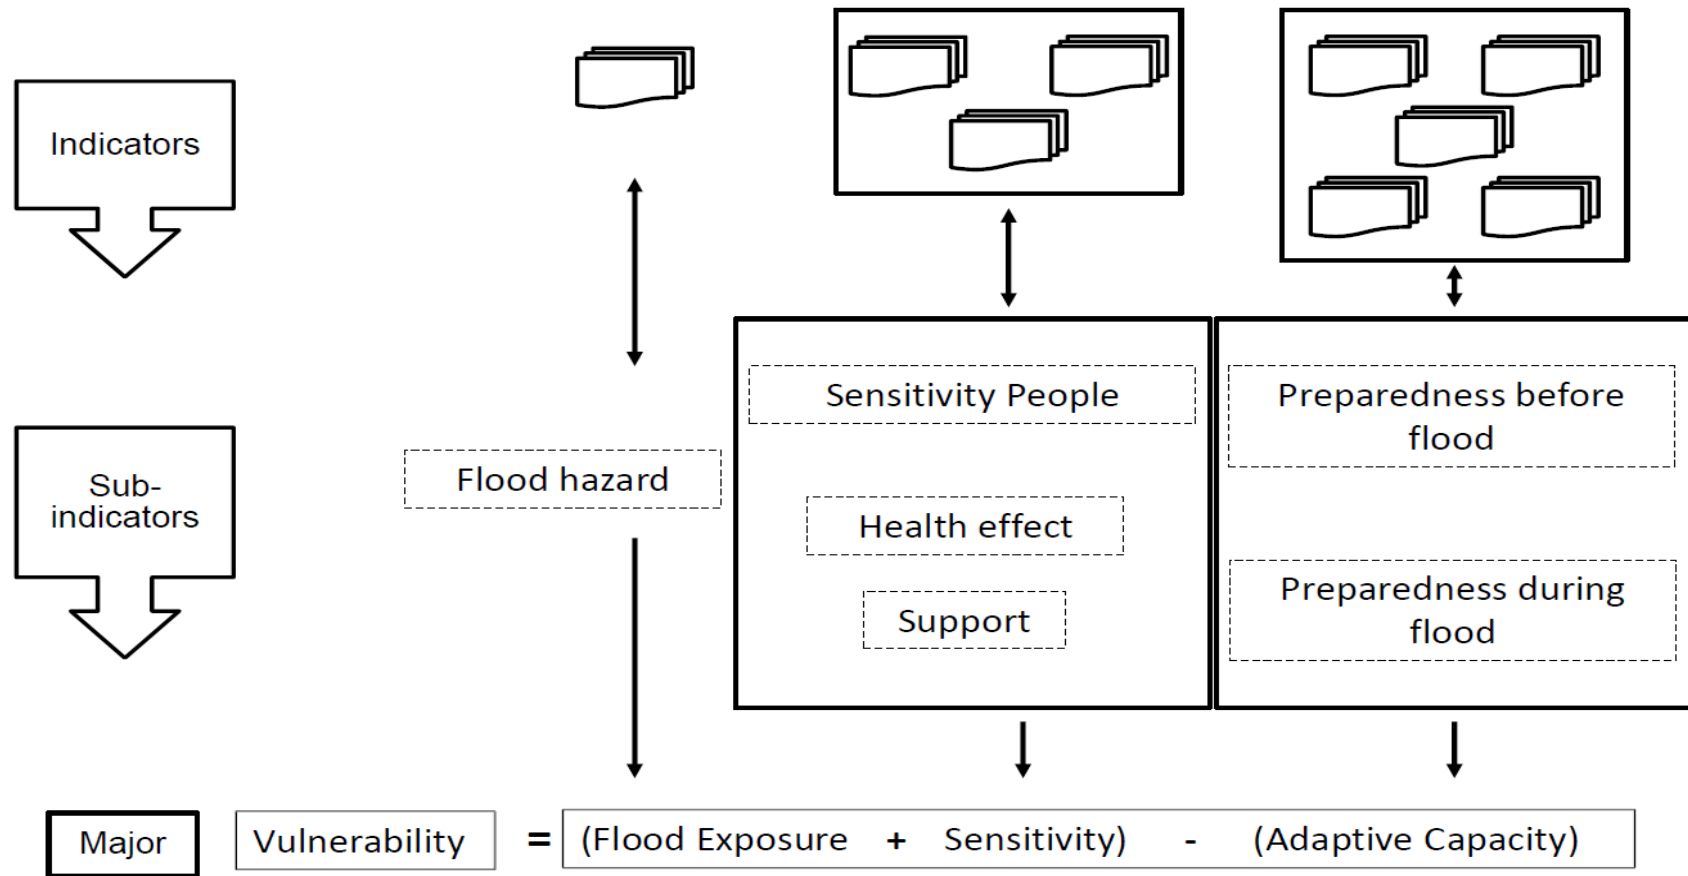 Indicators
Sub-
indicators
Flood hazard
Sensitivity People
Health effect
Support
Preparedness before
flood
Preparedness during
flood
Major
Vulnerability = (Flood Exposure + Sensitivity) - (Adaptive Capacity)